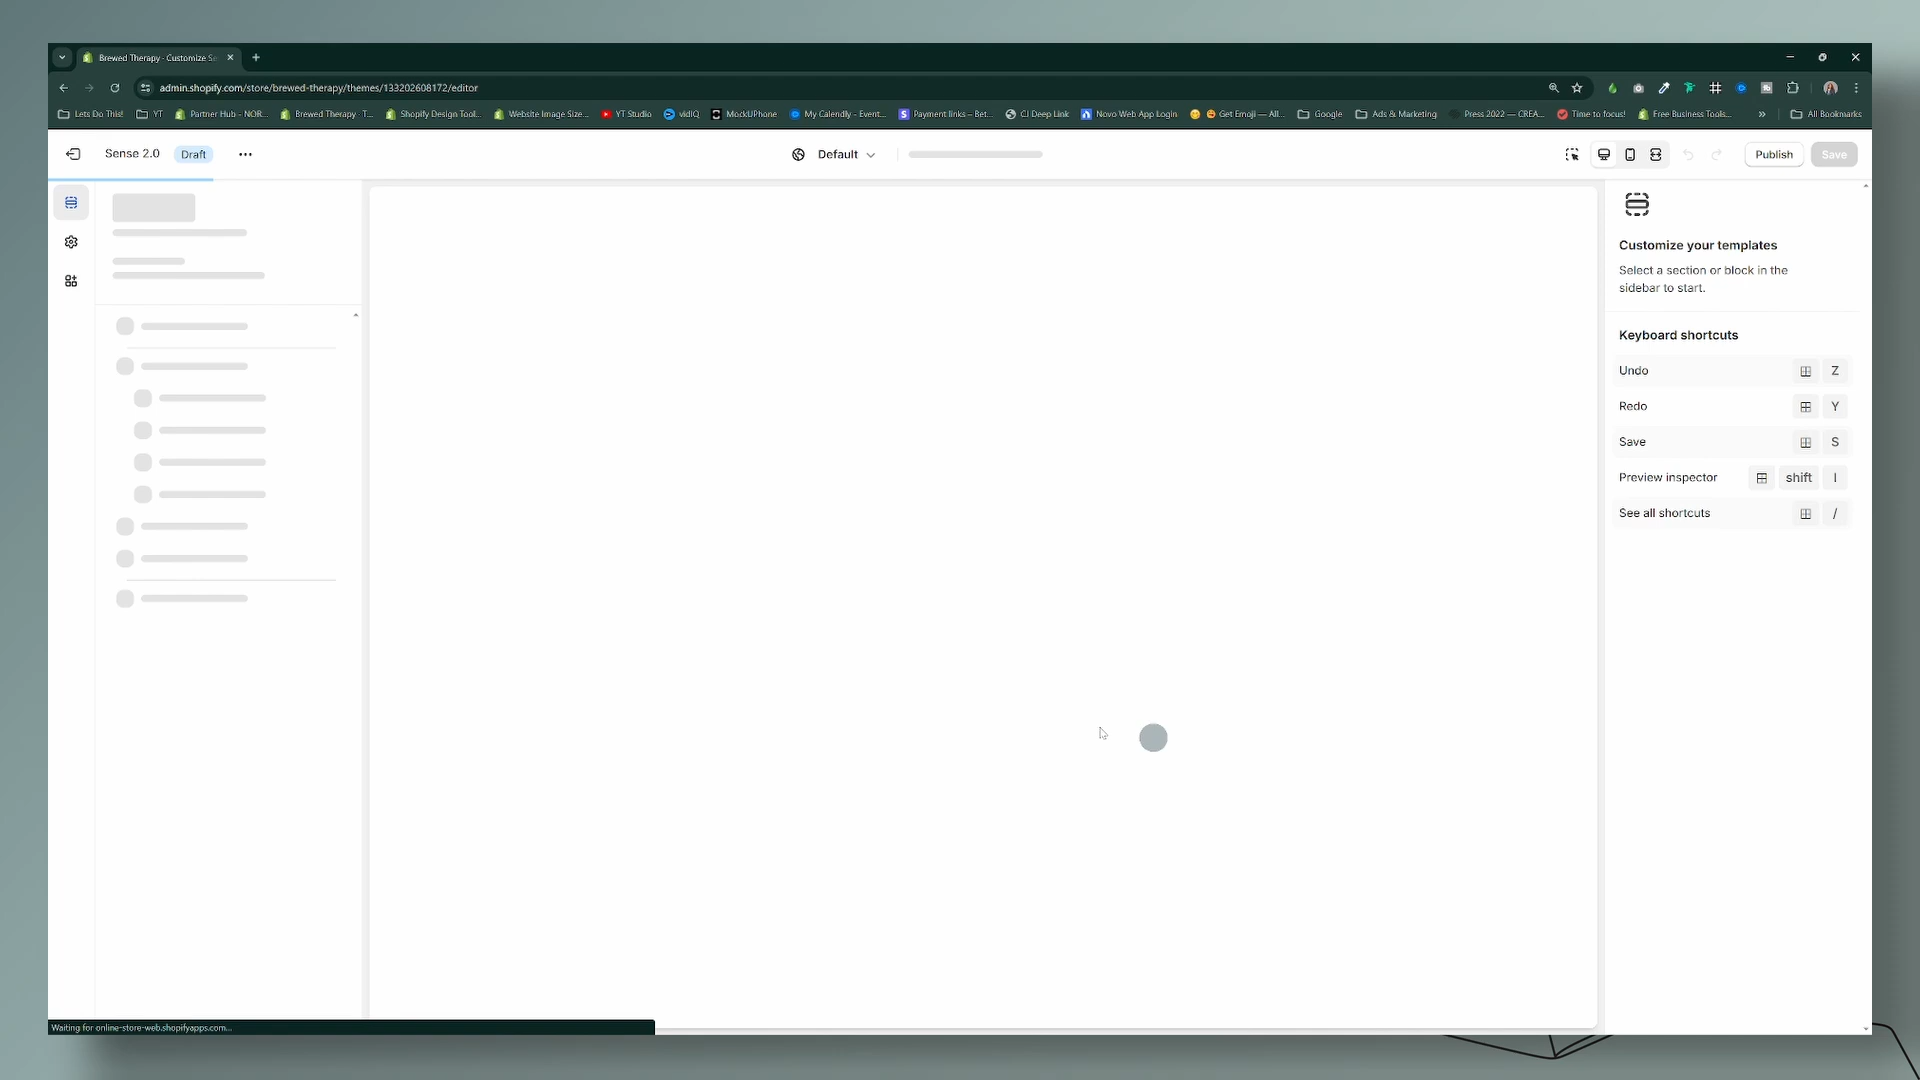 Brewed Therapy · Customize Se
admin.shopify.com/store/brewed-therapy/themes/133202608172/editor
Lets Do This!
YT
Partner Hub – NOR...
Brewed Therapy · T...
Shopify Design Tool...
Website Image Size...
YT Studio
vidIQ
MockUPhone
My Calendly - Event...
Payment links – Bet...
CJ Deep Link
Novo Web App Login
Get Emoji — All...
Google
Ads & Marketing
Press 2022 — CREA...
Time to focus!
Free Business Tools...
»
All Bookmarks
Sense 2.0
Draft
Default
Publish
Save
Customize your templates
Select a section or block in the
sidebar to start.
Keyboard shortcuts
Undo Z
Redo Y
Save S
Preview inspector shift I
See all shortcuts /
Waiting for online-store-web.shopifyapps.com...